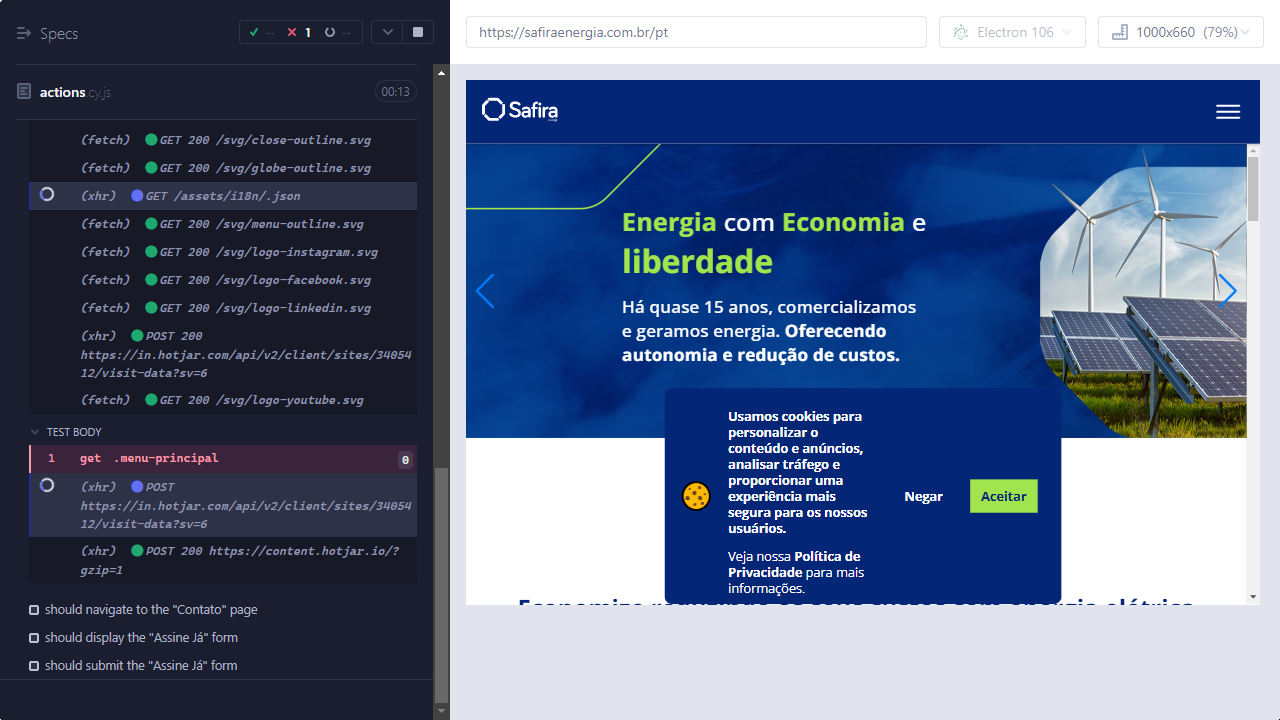 Specs
-- 1 --
actions.cy.js 00:13
(fetch) GET 200 /svg/close-outline.svg
(fetch) GET 200 /svg/globe-outline.svg
(xhr) GET /assets/i18n/.json
(fetch) GET 200 /svg/menu-outline.svg
(fetch) GET 200 /svg/logo-instagram.svg
(fetch) GET 200 /svg/logo-facebook.svg
(fetch) GET 200 /svg/logo-linkedin.svg
(xhr) POST 200
https://in.hotjar.com/api/v2/client/sites/34054
12/visit-data?sv=6
(fetch) GET 200 /svg/logo-youtube.svg
TEST BODY
1 get .menu-principal 0
(xhr) POST
https://in.hotjar.com/api/v2/client/sites/34054
12/visit-data?sv=6
(xhr) POST 200 https://content.hotjar.io/?
gzip=1
should navigate to the "Contato" page
should display the "Assine Já" form
should submit the "Assine Já" form
https://safiraenergia.com.br/pt
Electron 106
1000x660 (79%)
Safira
Energia com Economia e
liberdade
Há quase 15 anos, comercializamos
e geramos energia. Oferecendo
autonomia e redução de custos.
Usamos cookies para
personalizar o
conteúdo e anúncios,
analisar tráfego e
proporcionar uma
experiência mais
segura para os nossos
usuários.
Veja nossa Política de
Privacidade para mais
informações.
Negar
Aceitar